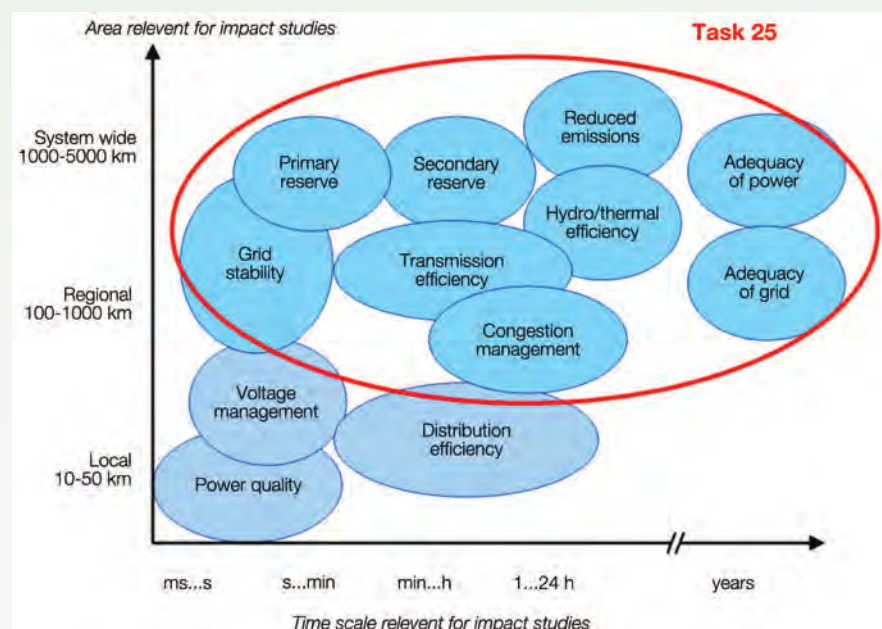 Area relevent for impact studies
Task 25
System wide
1000-5000 km
Primary
reserve
Secondary
reserve
Reduced
emissions
Adequacy
of power
Grid
stability
Transmission
efficiency
Hydro/thermal
efficiency
Regional
100-1000 km
Adequacy
of grid
Congestion
management
Voltage
management
Distribution
efficiency
Local
10-50 km
Power quality
ms...s
s...min
min...h
1...24 h
years
Time scale relevent for impact studies